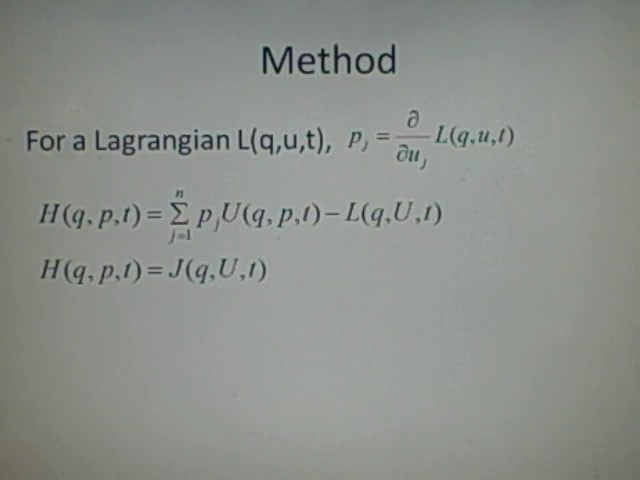 Method
For a Lagrangian L(q,u,t), p_j = ∂/∂u_j L(q,u,t)
H(q,p,t) = Σ_{j=1}^{n} p_j U(q,p,t) − L(q,U,t)
H(q,p,t) = J(q,U,t)